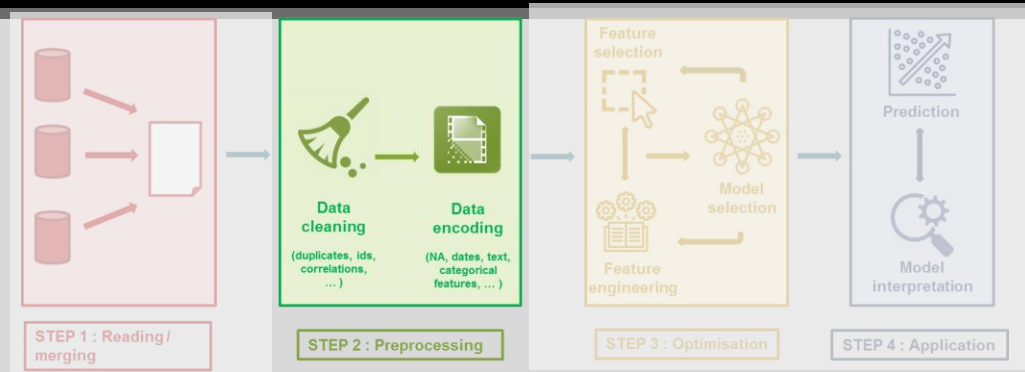 Data
cleaning
(duplicates, ids,
correlations,
... )
Data
encoding
(NA, dates, text,
categorical
features, ... )
Feature
selection
Model
selection
Feature
engineering
Prediction
Model
interpretation
STEP 1 : Reading /
merging
STEP 2 : Preprocessing
STEP 3 : Optimisation
STEP 4 : Application